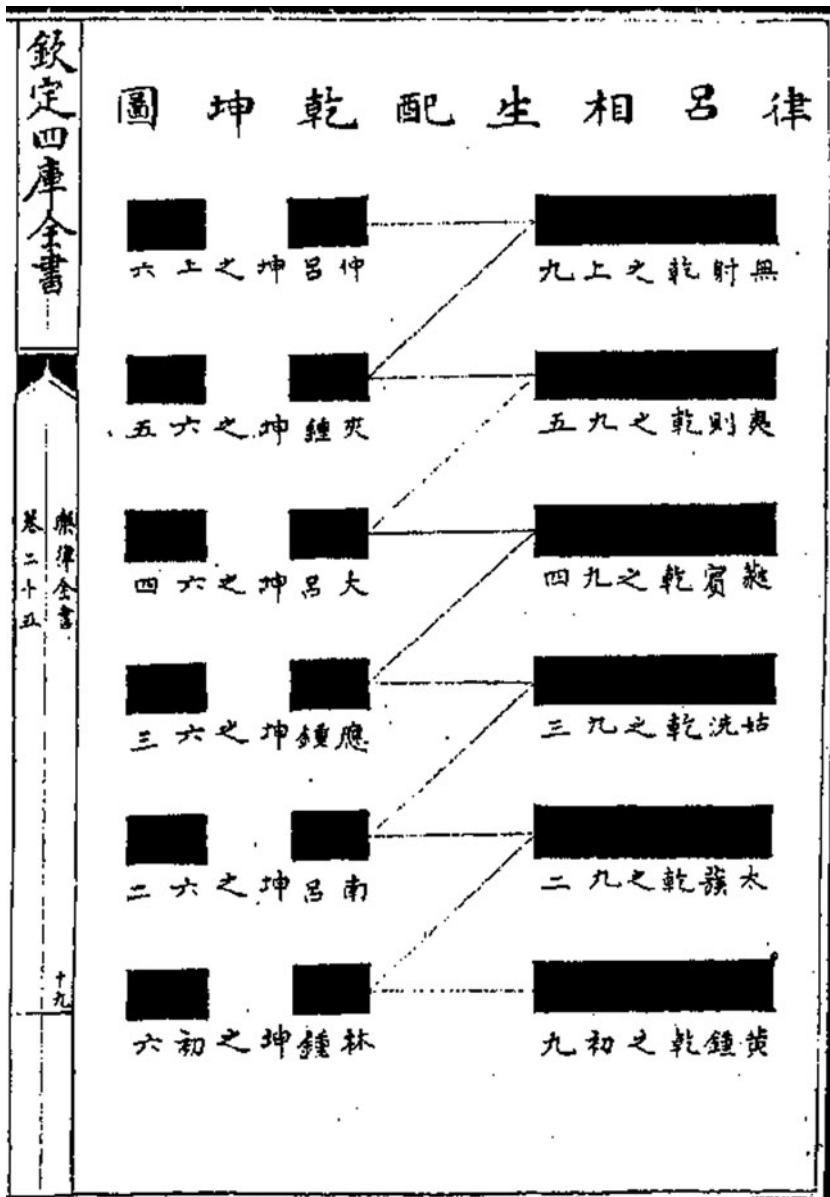 律呂相生配乾坤圖
無射乾之上九
仲呂坤之上六
夷則乾之九五
夾鍾坤之六五
蕤賓乾之九四
大呂坤之六四
姑洗乾之九三
應鍾坤之六三
太簇乾之九二
南呂坤之六二
黄鍾乾之初九
林鍾坤之初六
欽定四庫全書
樂律全書
卷二十五
十九